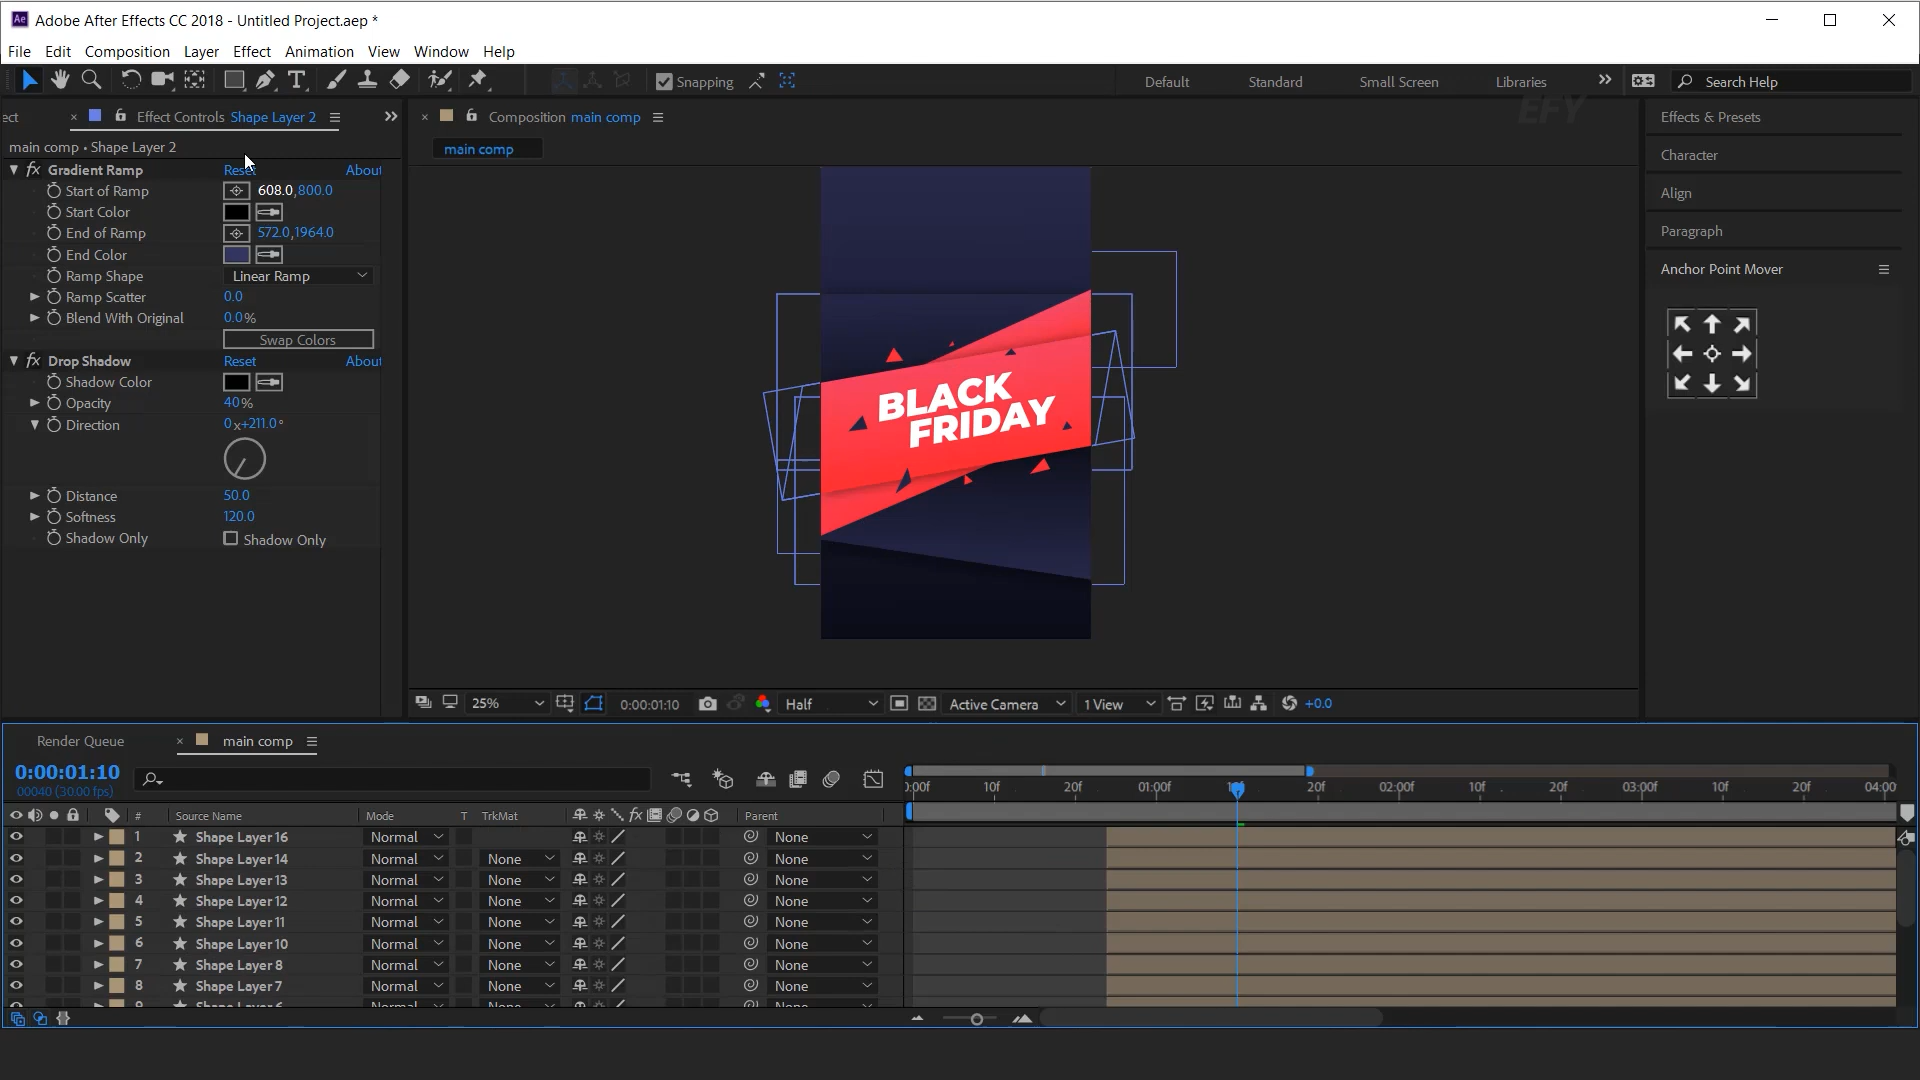 Ae Adobe After Effects CC 2018 - Untitled Project.aep *
File Edit Composition Layer Effect Animation View Window Help
Snapping Default Standard Small Screen Libraries Search Help
EFY
ect Effect Controls Shape Layer 2
Composition main comp
Effects & Presets
main comp • Shape Layer 2
main comp
Character
Gradient Ramp Reset About
Start of Ramp 608.0,800.0
Align
Start Color
End of Ramp 572.0,1964.0
Paragraph
End Color
Anchor Point Mover
Ramp Shape Linear Ramp
Ramp Scatter 0.0
Blend With Original 0.0%
Swap Colors
Drop Shadow Reset About
Shadow Color
Opacity 40%
Direction 0x+211.0°
Distance 50.0
Softness 120.0
Shadow Only Shadow Only
BLACK
FRIDAY
25% 0:00:01:10 Half Active Camera 1 View +0.0
Render Queue main comp
0:00:01:10
00040 (30.00 fps)
):00f 10f 20f 01:00f 10f 20f 02:00f 10f 20f 03:00f 10f 20f 04:00
# Source Name Mode T TrkMat Parent
1 Shape Layer 16 Normal None
2 Shape Layer 14 Normal None None
3 Shape Layer 13 Normal None None
4 Shape Layer 12 Normal None None
5 Shape Layer 11 Normal None None
6 Shape Layer 10 Normal None None
7 Shape Layer 8 Normal None None
8 Shape Layer 7 Normal None None